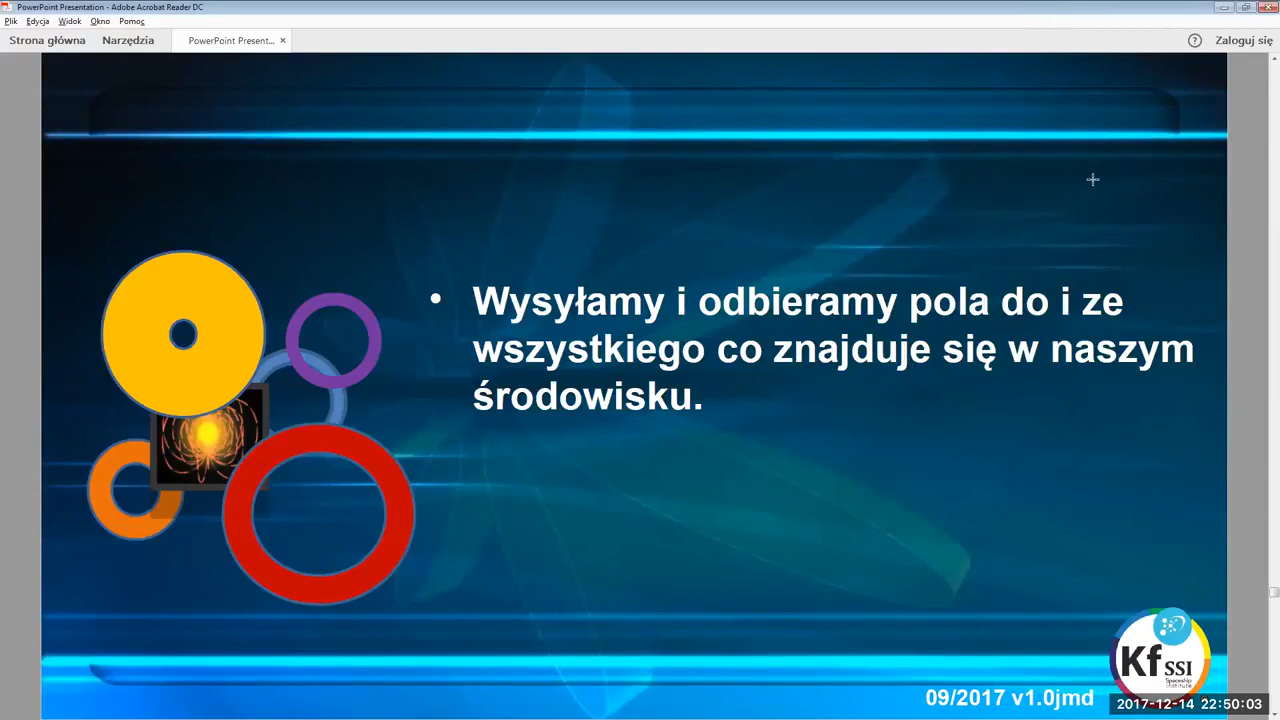 PowerPoint Presentation - Adobe Acrobat Reader DC
Plik Edycja Widok Okno Pomoc
Strona główna Narzędzia PowerPoint Present... × ? Zaloguj się
• Wysyłamy i odbieramy pola do i ze
wszystkiego co znajduje się w naszym
środowisku.
Kf SSI
Spaceship
Institute
09/2017 v1.0jmd
2017-12-14 22:50:03